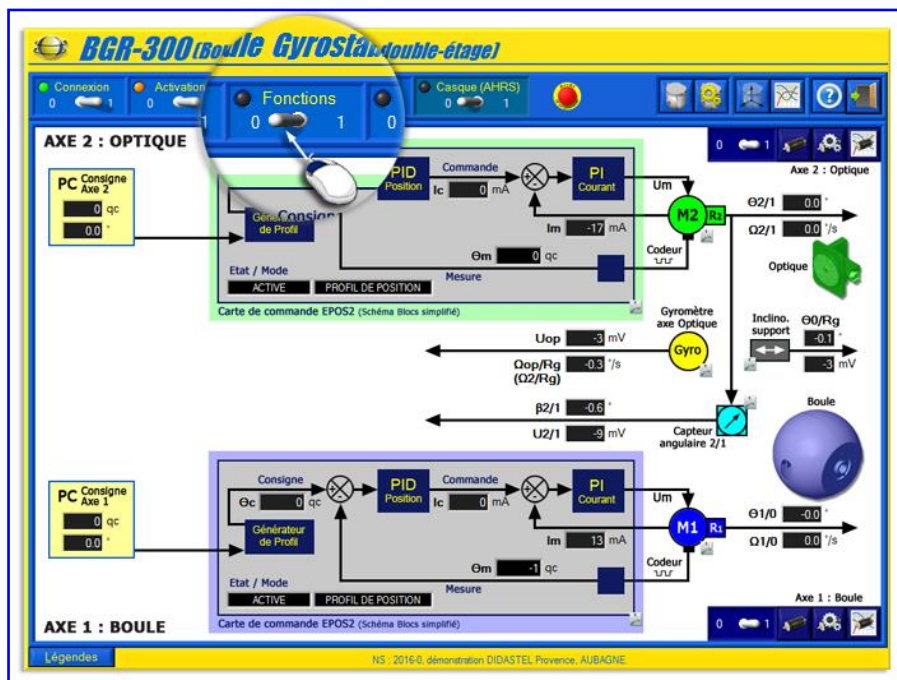 BGR-300 (Boule Gyrostabilisée double-étage)
Connexion
0 1
Activation
0 1
Fonctions
0 1
0
Casque (AHRS)
0 1
AXE 2 : OPTIQUE
0 1
Axe 2 : Optique
PC Consigne Axe 2
0 qc
0.0 °
Consign
Générateur de Profil
PID Position
Commande
Ic 0 mA
PI Courant
Um
M2 R2
Im -17 mA
Θm 0 qc
Codeur
Mesure
Etat / Mode
ACTIVE PROFIL DE POSITION
Carte de commande EPOS2 (Schéma Blocs simplifié)
Θ2/1 0.0 °
Ω2/1 0.0 °/s
Optique
Uop -3 mV
Ωop/Rg -0.3 °/s
(Ω2/Rg)
Gyromètre axe Optique
Gyro
Inclino. support
Θ0/Rg
-0.1 °
-3 mV
β2/1 -0.6 °
U2/1 -9 mV
Capteur angulaire 2/1
Boule
PC Consigne Axe 1
0 qc
0.0 °
Consigne
Θc 0 qc
Générateur de Profil
PID Position
Commande
Ic 0 mA
PI Courant
Um
M1 R1
Im 13 mA
Θm -1 qc
Codeur
Mesure
Etat / Mode
ACTIVE PROFIL DE POSITION
Carte de commande EPOS2 (Schéma Blocs simplifié)
Θ1/0 -0.0 °
Ω1/0 0.0 °/s
Axe 1 : Boule
0 1
AXE 1 : BOULE
Légendes
NS : 2016-0, démonstration DIDASTEL Provence, AUBAGNE.